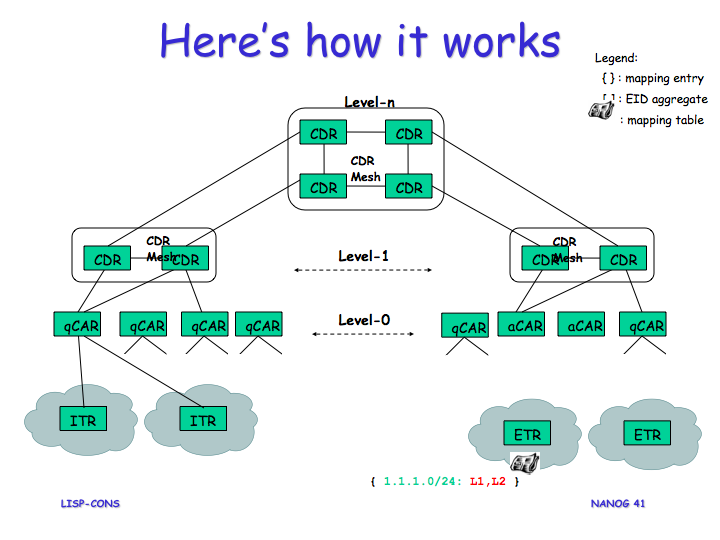 Here's how it works
Legend:
{ } : mapping entry
[ ] : EID aggregate
: mapping table
Level-n
CDR CDR
CDR
Mesh
CDR CDR
CDR
Mesh
CDR CDR
Level-1
CDR
Mesh
CDR CDR
qCAR qCAR qCAR qCAR
Level-0
qCAR aCAR aCAR qCAR
ITR ITR
ETR ETR
{ 1.1.1.0/24: L1,L2 }
LISP-CONS
NANOG 41